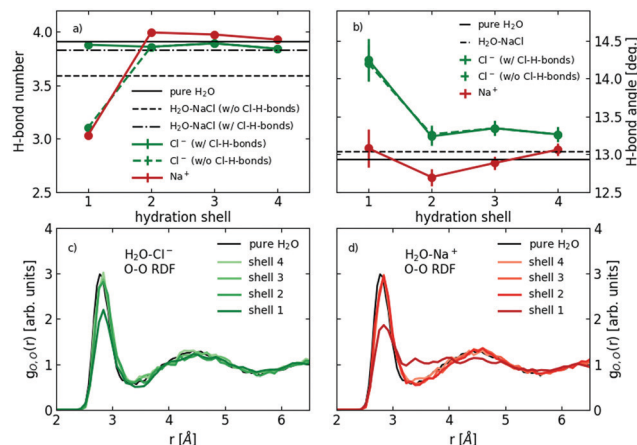 a)
4.0
3.5
3.0
2.5
H-bond number
pure H₂O
H₂O-NaCl (w/o Cl-H-bonds)
H₂O-NaCl (w/ Cl-H-bonds)
Cl⁻ (w/ Cl-H-bonds)
Cl⁻ (w/o Cl-H-bonds)
Na⁺
1 2 3 4
hydration shell
b)
pure H₂O
H₂O-NaCl
Cl⁻ (w/ Cl-H-bonds)
Cl⁻ (w/o Cl-H-bonds)
Na⁺
14.5
14.0
13.5
13.0
12.5
H-bond angle [deg.]
1 2 3 4
hydration shell
c)
H₂O-Cl⁻
O-O RDF
pure H₂O
shell 4
shell 3
shell 2
shell 1
4
3
2
1
0
gO,O(r) [arb. units]
2 3 4 5 6
r [Å]
d)
H₂O-Na⁺
O-O RDF
pure H₂O
shell 4
shell 3
shell 2
shell 1
4
3
2
1
0
gO,O(r) [arb. units]
2 3 4 5 6
r [Å]